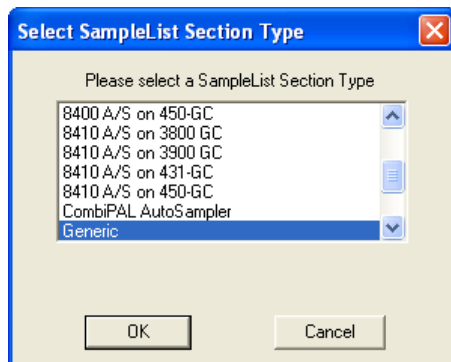 Select SampleList Section Type
Please select a SampleList Section Type
8400 A/S on 450-GC
8410 A/S on 3800 GC
8410 A/S on 3900 GC
8410 A/S on 431-GC
8410 A/S on 450-GC
CombiPAL AutoSampler
Generic
OK Cancel